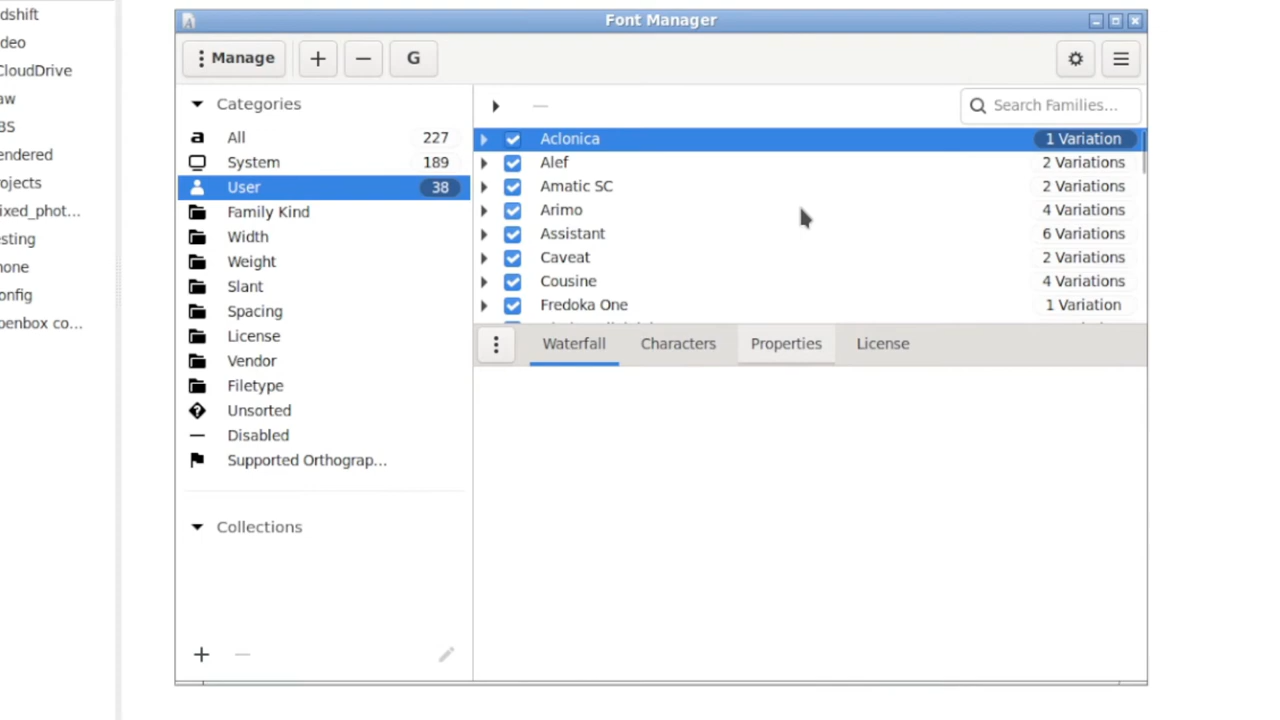 dshift
deo
CloudDrive
aw
BS
endered
rojects
ixed_phot...
esting
hone
onfig
penbox co...
Font Manager
Manage
G
Categories
All 227
System 189
User 38
Family Kind
Width
Weight
Slant
Spacing
License
Vendor
Filetype
Unsorted
Disabled
Supported Orthograp...
Collections
Search Families...
Aclonica 1 Variation
Alef 2 Variations
Amatic SC 2 Variations
Arimo 4 Variations
Assistant 6 Variations
Caveat 2 Variations
Cousine 4 Variations
Fredoka One 1 Variation
Waterfall Characters Properties License